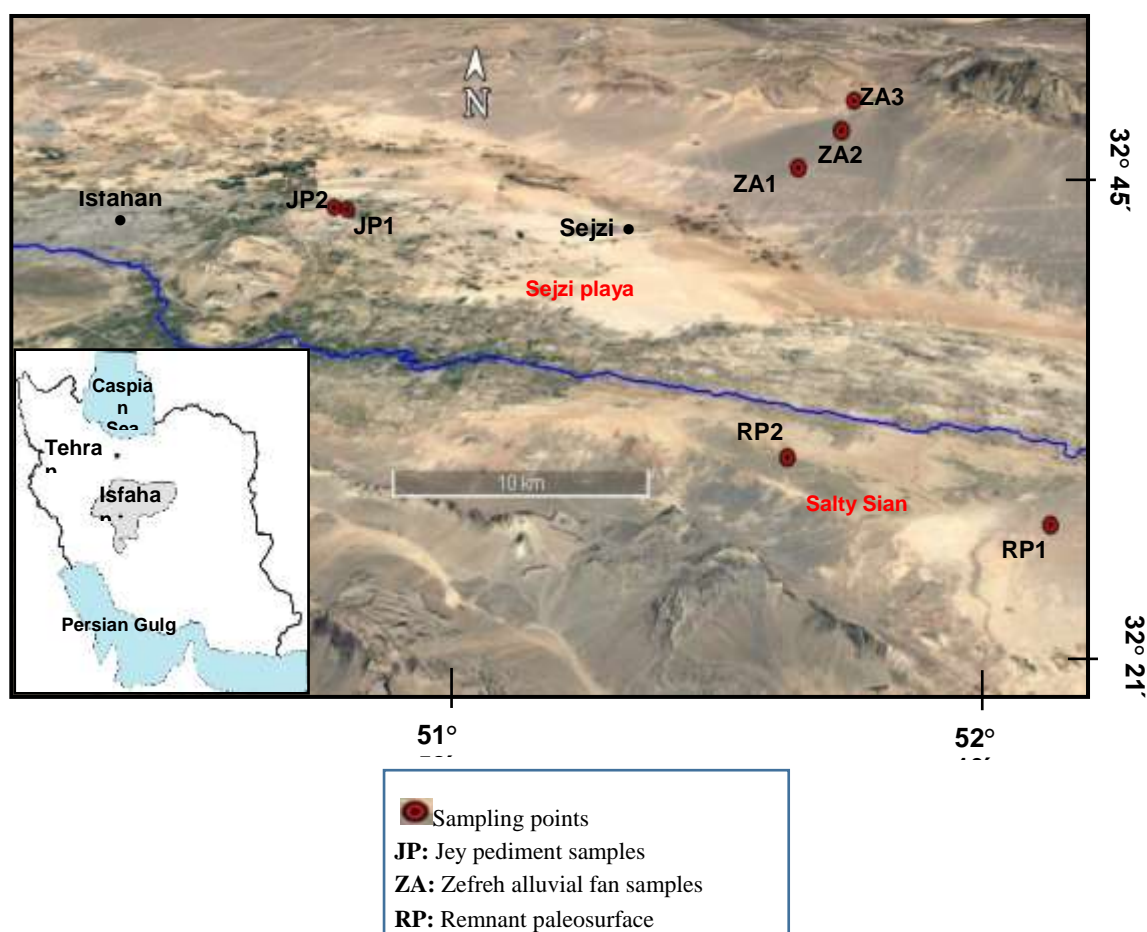 N
ZA3
ZA2
ZA1
32° 45´
Isfahan
JP2
JP1
Sejzi
Sejzi playa
Caspia
n
Sea
Tehra
n
Isfaha
n
Persian Gulg
RP2
10 km
Salty Sian
RP1
32° 21´
51°
52°
Sampling points
JP: Jey pediment samples
ZA: Zefreh alluvial fan samples
RP: Remnant paleosurface